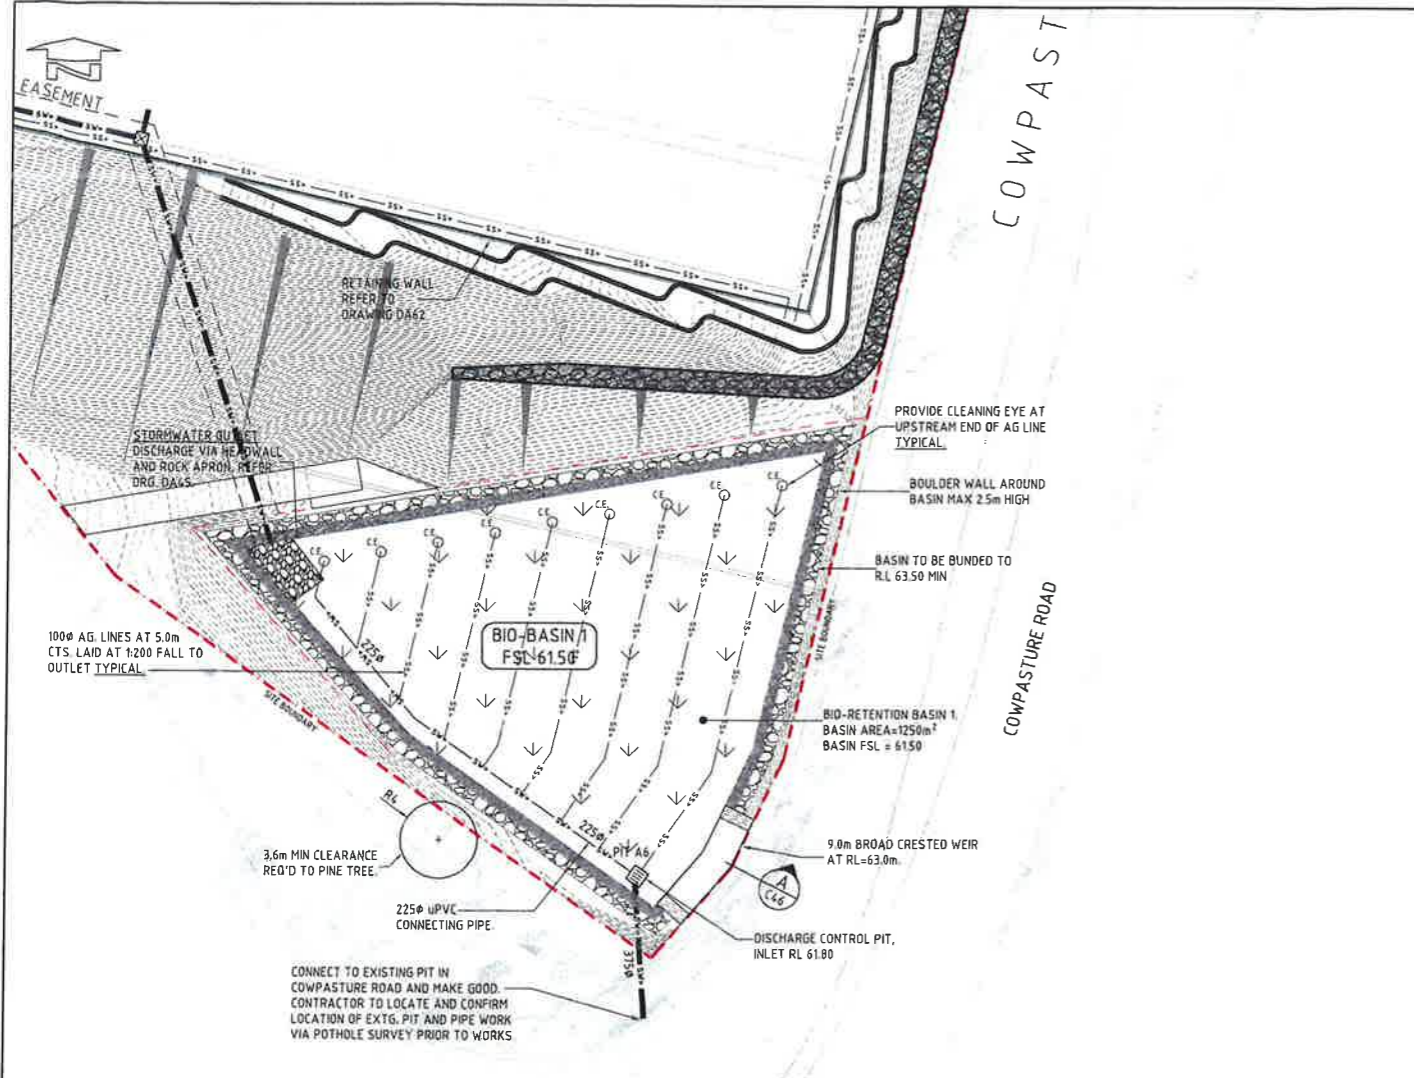 COWPAST
N
EASEMENT
RETAINING WALL
REFER TO
DRAWING DA62
STORMWATER OUTLET
DISCHARGE VIA HEADWALL
AND ROCK APRON, REFER
DRG. DA45.
PROVIDE CLEANING EYE AT
UPSTREAM END OF AG LINE
TYPICAL.
BOULDER WALL AROUND
BASIN MAX 2.5m HIGH
BASIN TO BE BUNDED TO
R.L 63.50 MIN
C.E.
C.E.
C.E.
C.E.
C.E.
C.E.
C.E.
C.E.
BIO-BASIN 1
FSL 61.50
100Ø AG. LINES AT 5.0m
CTS. LAID AT 1:200 FALL TO
OUTLET TYPICAL.
225Ø
SITE BOUNDARY
SITE BOUNDARY
COWPASTURE ROAD
BIO-RETENTION BASIN 1.
BASIN AREA=1250m²
BASIN FSL = 61.50
R4
3.6m MIN CLEARANCE
REQ'D TO PINE TREE.
225Ø
PIT A6
9.0m BROAD CRESTED WEIR
AT RL=63.0m.
A
C46
225Ø uPVC
CONNECTING PIPE.
DISCHARGE CONTROL PIT,
INLET RL 61.80
375Ø
CONNECT TO EXISTING PIT IN
COWPASTURE ROAD AND MAKE GOOD.
CONTRACTOR TO LOCATE AND CONFIRM
LOCATION OF EXTG. PIT AND PIPE WORK
VIA POTHOLE SURVEY PRIOR TO WORKS